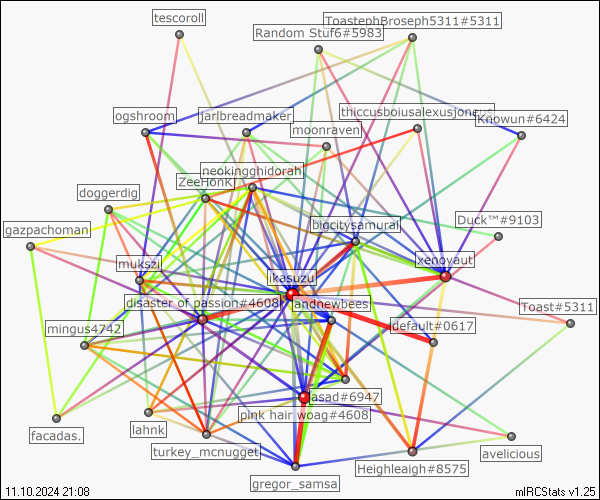 tescoroll
ToastephBroseph5311#5311
Random Stuf6#5983
ogshroom
jarlbreadmaker
Knowun#6424
moonraven
neokingghidorah
ZeeHonk
doggerdig
Duck™#9103
gazpachoman
bigcitysamurai
xenoyaut
mukszi
ikasuzu
disaster of passion#4608
andnewbees
Toast#5311
mingus4742
default#0617
asad#6947
pink hair woag#4608
facadas.
lahnk
turkey_mcnugget
avelicious
Heighleaigh#8575
gregor_samsa
11.10.2024 21:08
mIRCStats v1.25